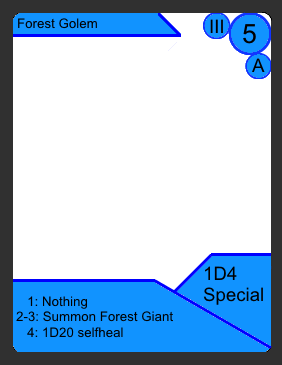 Forest Golem
III
5
A
1D4
Special
1: Nothing
2-3: Summon Forest Giant
4: 1D20 selfheal